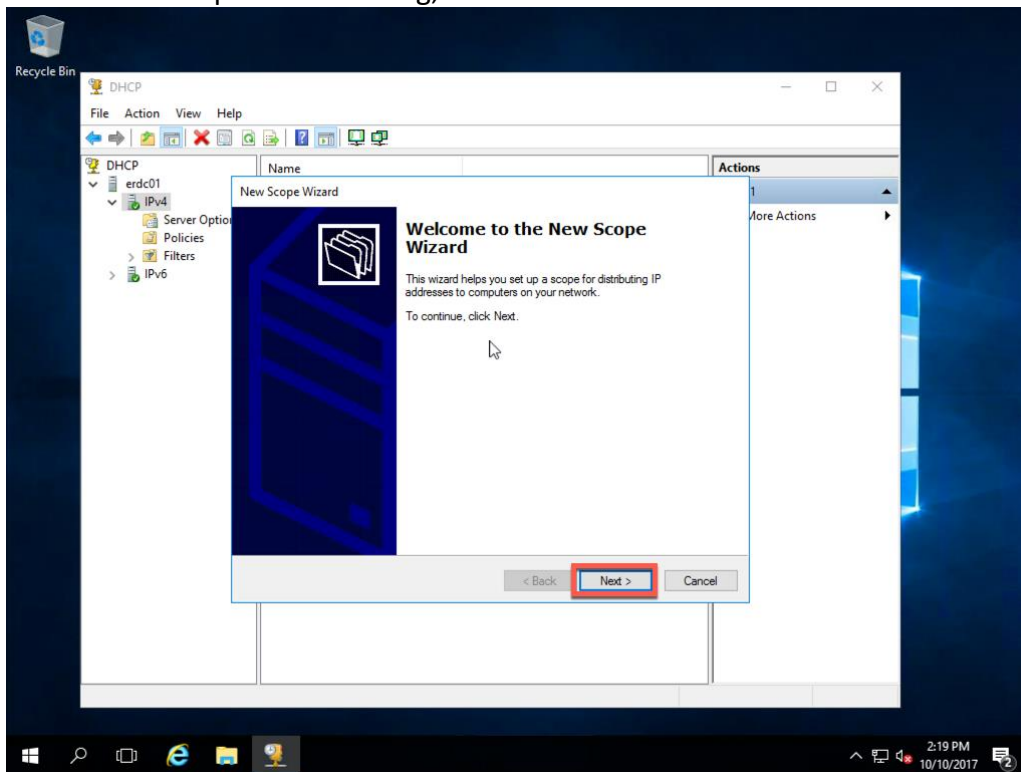 Recycle Bin
DHCP
File Action View Help
DHCP
erdc01
IPv4
Server Optio
Policies
Filters
IPv6
Name
Actions
1
More Actions
New Scope Wizard
Welcome to the New Scope
Wizard
This wizard helps you set up a scope for distributing IP
addresses to computers on your network.
To continue, click Next.
< Back Next > Cancel
2:19 PM
10/10/2017
2